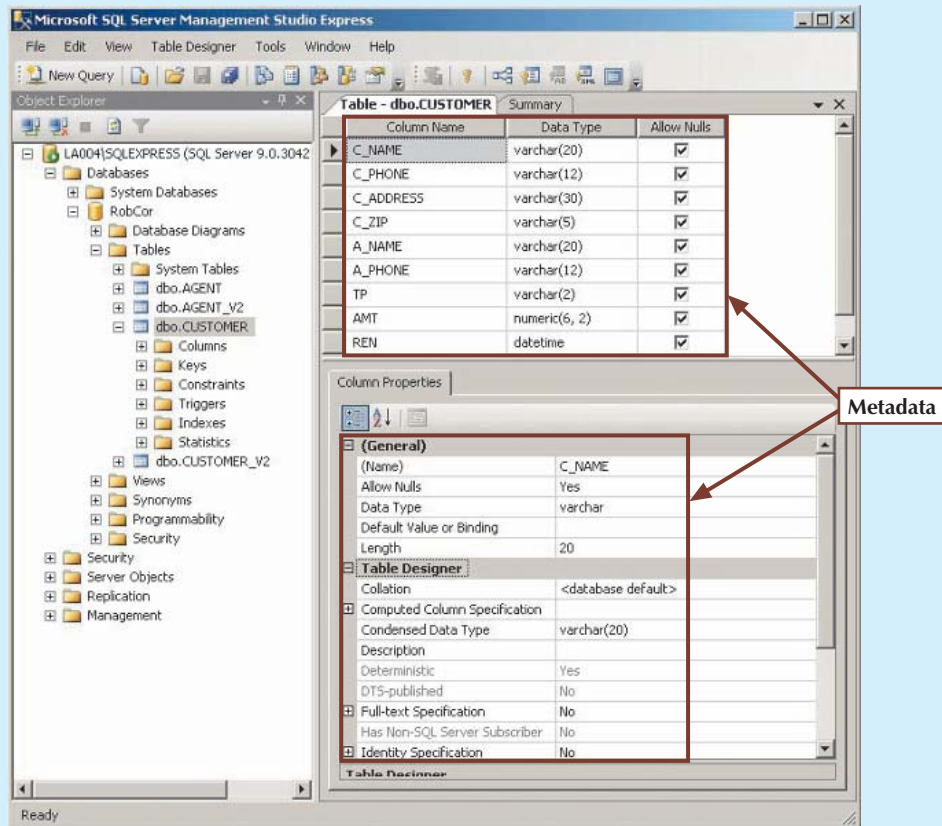 Microsoft SQL Server Management Studio Express
File Edit View Table Designer Tools Window Help
New Query
Object Explorer
LA004\SQLEXPRESS (SQL Server 9.0.3042
Databases
System Databases
RobCor
Database Diagrams
Tables
System Tables
dbo.AGENT
dbo.AGENT_V2
dbo.CUSTOMER
Columns
Keys
Constraints
Triggers
Indexes
Statistics
dbo.CUSTOMER_V2
Views
Synonyms
Programmability
Security
Security
Server Objects
Replication
Management
Table - dbo.CUSTOMER Summary
Column Name Data Type Allow Nulls
C_NAME varchar(20)
C_PHONE varchar(12)
C_ADDRESS varchar(30)
C_ZIP varchar(5)
A_NAME varchar(20)
A_PHONE varchar(12)
TP varchar(2)
AMT numeric(6, 2)
REN datetime
Metadata
Column Properties
(General)
(Name) C_NAME
Allow Nulls Yes
Data Type varchar
Default Value or Binding
Length 20
Table Designer
Collation <database default>
Computed Column Specification
Condensed Data Type varchar(20)
Description
Deterministic Yes
DTS-published No
Full-text Specification No
Has Non-SQL Server Subscriber No
Identity Specification No
Table Designer
Ready